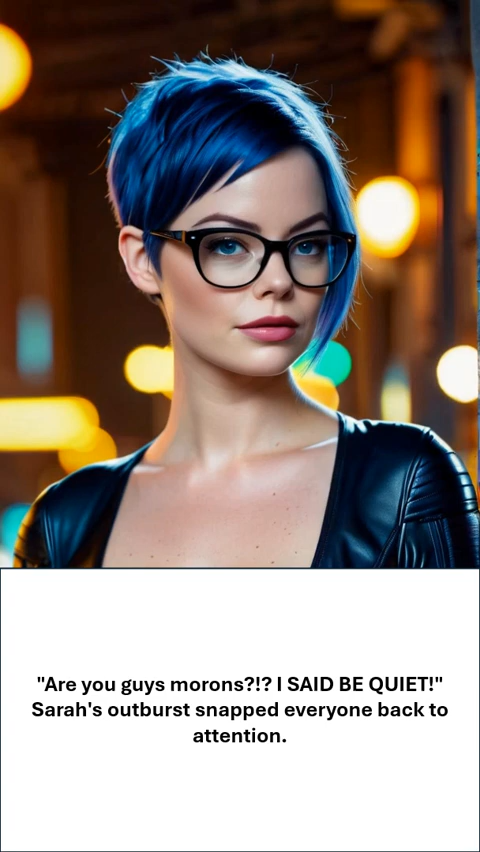 "Are you guys morons?!? I SAID BE QUIET!"
Sarah's outburst snapped everyone back to
attention.